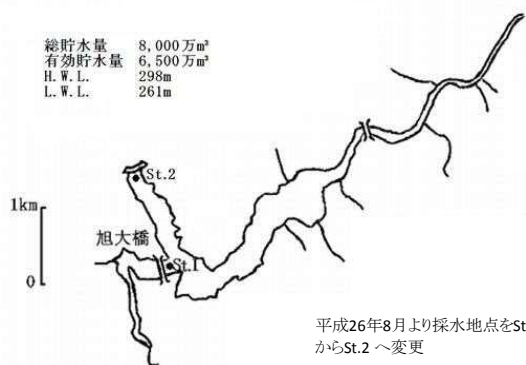 総貯水量 8,000万m³
有効貯水量 6,500万m³
H.W.L. 298m
L.W.L. 261m
St.2
1km
旭大橋
St.1
0
平成26年8月より採水地点をSt
からSt.2 へ変更